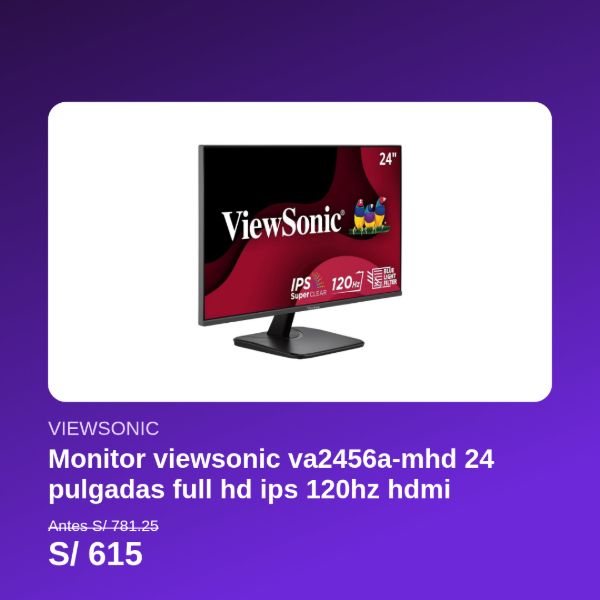 24"
ViewSonic®
IPS
SuperCLEAR
120Hz
BLUE
LIGHT
FILTER
VIEWSONIC
Monitor viewsonic va2456a-mhd 24
pulgadas full hd ips 120hz hdmi
Antes S/ 781.25
S/ 615